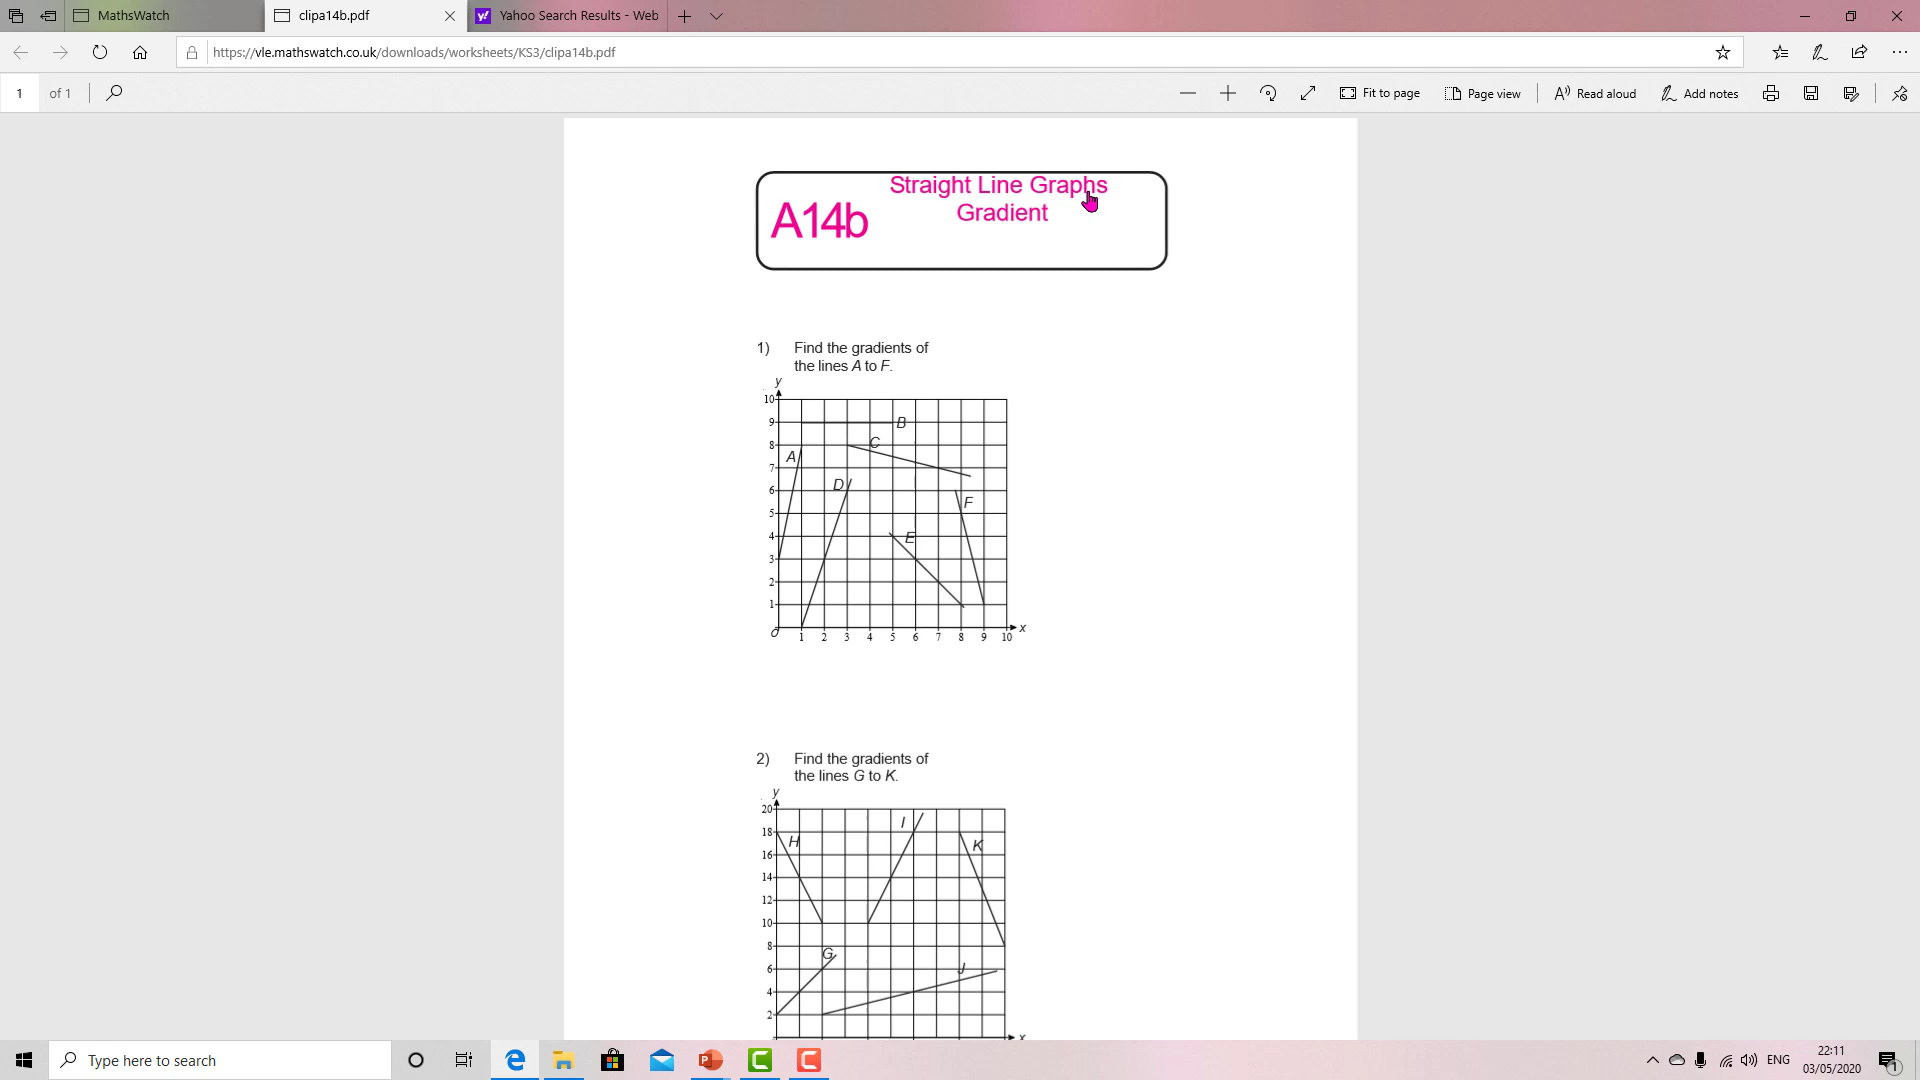 MathsWatch
clipa14b.pdf
Yahoo Search Results - Web
https://vle.mathswatch.co.uk/downloads/worksheets/KS3/clipa14b.pdf
1 of 1
Fit to page
Page view
Read aloud
Add notes
Straight Line Graphs
A14b
Gradient
1) Find the gradients of
the lines A to F.
y
10
9
B
8
C
A
7
6
D
F
5
4
E
3
2
1
O
x
1 2 3 4 5 6 7 8 9 10
2) Find the gradients of
the lines G to K.
y
20
I
18
H
K
16
14
12
10
8
G
6
J
4
2
x
Type here to search
ENG
22:11
03/05/2020
1